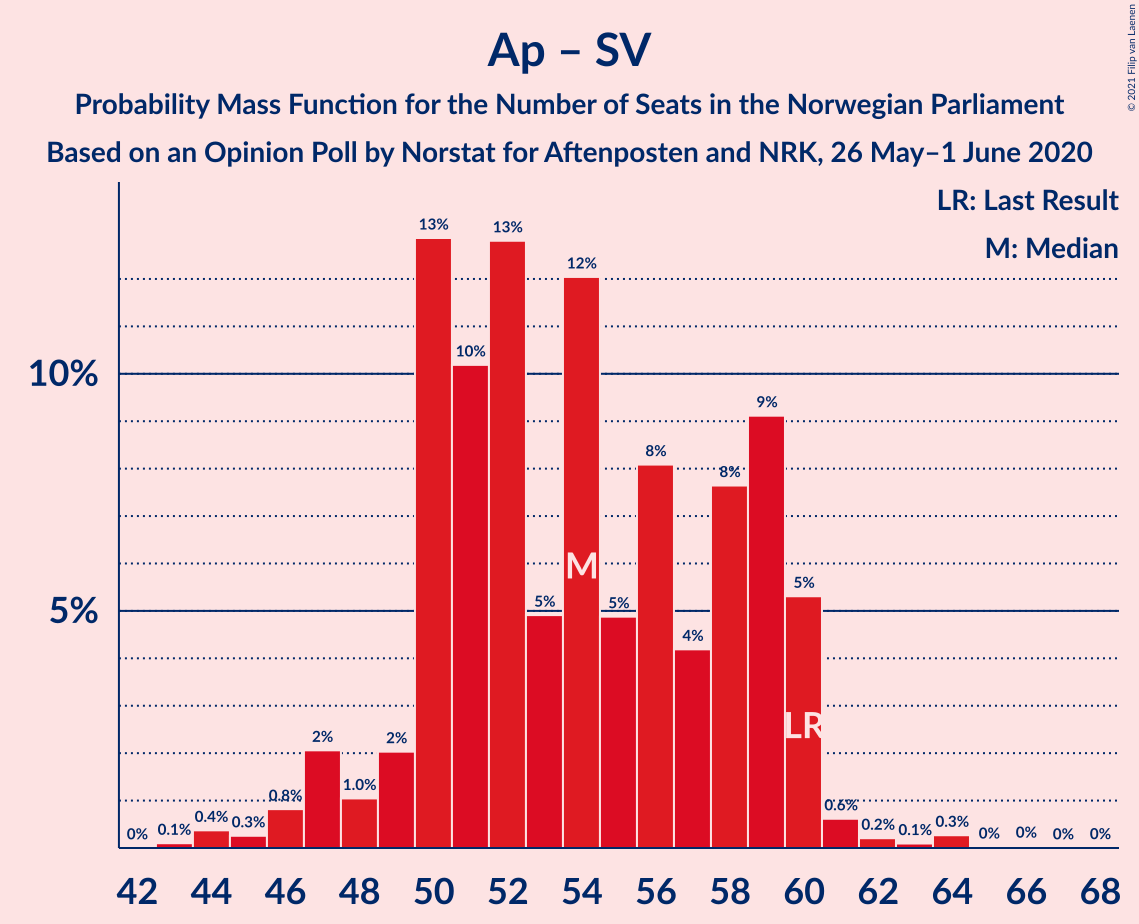 Ap – SV
Probability Mass Function for the Number of Seats in the Norwegian Parliament
Based on an Opinion Poll by Norstat for Aftenposten and NRK, 26 May–1 June 2020
© 2021 Filip van Laenen
LR: Last Result
M: Median
10%
5%
0% 0.1% 0.4% 0.3% 0.8% 2% 1.0% 2% 13% 10% 13% 5% 12% 5% 8% 4% 8% 9% 5% 0.6% 0.2% 0.1% 0.3% 0% 0% 0% 0%
M
LR
42 44 46 48 50 52 54 56 58 60 62 64 66 68